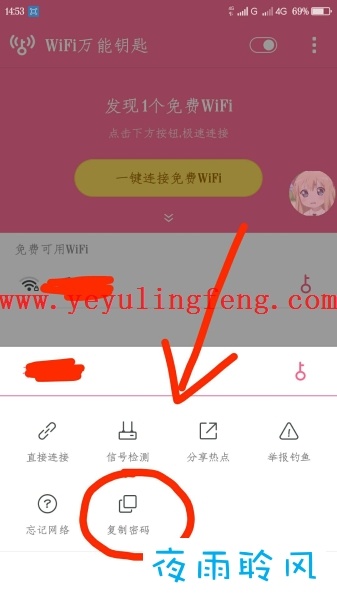 14:53 4G G 4G 69%
WiFi万能钥匙
发现1个免费WiFi
点击下方按钮,极速连接
一键连接免费WiFi
免费可用WiFi
www.yeyulingfeng.com
直接连接 信号检测 分享热点 举报钓鱼
忘记网络 复制密码
夜雨聆风